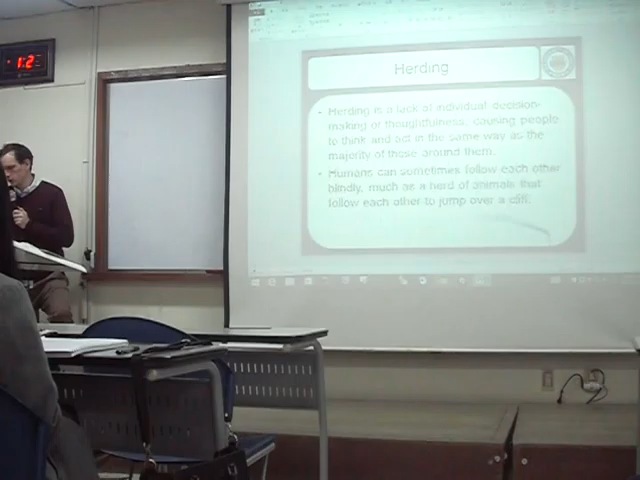 Herding
• Herding is a lack of individual decision-
making or thoughtfulness, causing people
to think and act in the same way as the
majority of those around them.
• Humans can sometimes follow each other
blindly, much as a herd of animals that
follow each other to jump over a cliff.